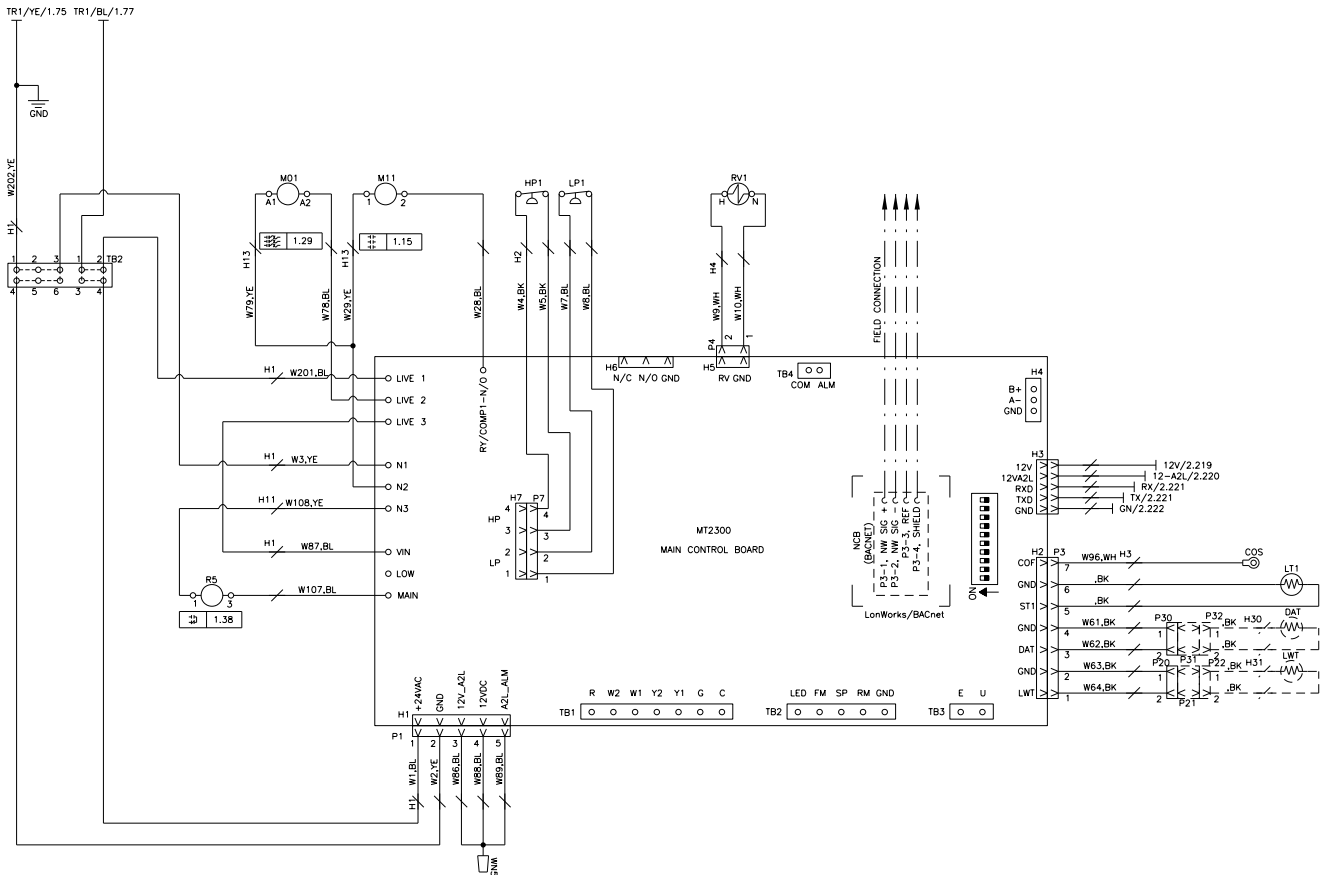 TR1/YE/1.75 TR1/BL/1.77
GND
W202,YE
H1
1 2 3 1 2 TB2
4 5 6 3 4
M01
A1 A2
1.29
H13
W79,YE
W78,BL
M11
1 2
1.15
H13
W29,YE
W28,BL
RY/COMP1-N/O
HP1
LP1
H2
W4,BK
W5,BK
W7,BL
W8,BL
RV1
H N
H4
W9,WH
W10,WH
P4 2 1
H5
RV GND
H6
N/C N/O GND
TB4
COM ALM
FIELD CONNECTION
H4
B+
A-
GND
H1 W201,BL LIVE 1
LIVE 2
LIVE 3
H1 W3,YE N1
N2
H11 W108,YE N3
H1 W87,BL VIN
LOW
W107,BL MAIN
R5
1 3
1.38
H7 P7
HP
LP
4 4
3 3
2 2
1 1
MT2300
MAIN CONTROL BOARD
NCB
(BACNET)
P3-1, NW SIG +
P3-2, NW SIG -
P3-3, REF
P3-4, SHIELD
LonWorks/BACnet
ON
H3
12V 12V/2.219
12VA2L 12-A2L/2.220
RXD RX/2.221
TXD TX/2.221
GND GN/2.222
H2 P3
COF 7 W96,WH H3 COS
GND 6 ,BK LT1
ST1 5 ,BK
GND 4 W61,BK P30 1 P32 1 ,BK H30 DAT
DAT 3 W62,BK 2 P31 2 ,BK
GND 2 W63,BK P20 1 P22 1 ,BK H31 LWT
LWT 1 W64,BK 2 P21 2 ,BK
TB1
R W2 W1 Y2 Y1 G C
TB2
LED FM SP RM GND
TB3
E U
H1
+24VAC
GND
12V_A2L
12VDC
A2L_ALM
P1
1 2 3 4 5
H1
W1,BL
W2,YE
W86,BL
W88,BL
W89,BL